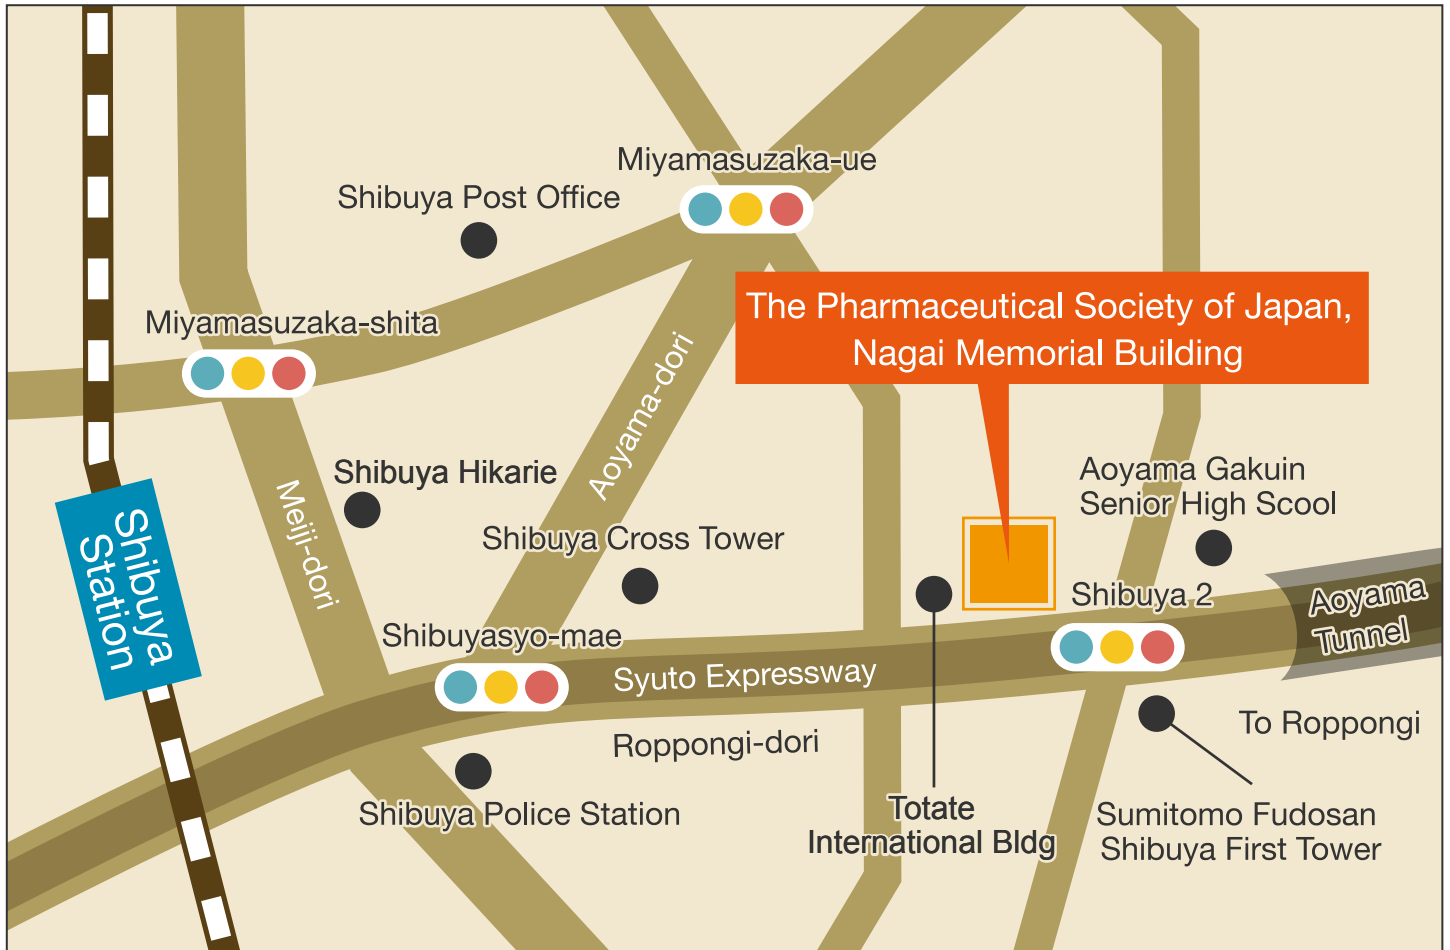 Miyamasuzaka-ue
Shibuya Post Office
The Pharmaceutical Society of Japan,
Nagai Memorial Building
Miyamasuzaka-shita
Aoyama-dori
Shibuya Hikarie
Meiji-dori
Aoyama Gakuin
Senior High Scool
Shibuya
Station
Shibuya Cross Tower
Shibuya 2
Aoyama
Tunnel
Shibuyasyo-mae
Syuto Expressway
Roppongi-dori
To Roppongi
Shibuya Police Station
Totate
International Bldg
Sumitomo Fudosan
Shibuya First Tower